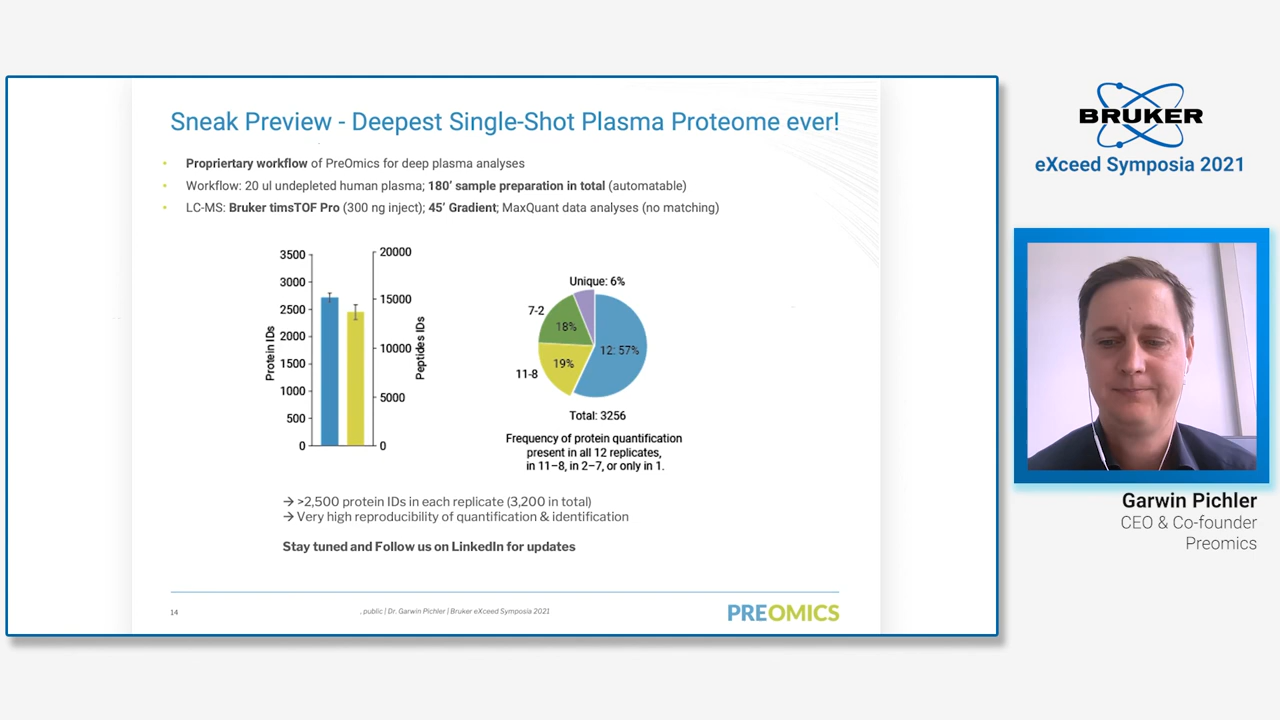 Sneak Preview - Deepest Single-Shot Plasma Proteome ever!
• Propriertary workflow of PreOmics for deep plasma analyses
• Workflow: 20 ul undepleted human plasma; 180’ sample preparation in total (automatable)
• LC-MS: Bruker timsTOF Pro (300 ng inject); 45’ Gradient; MaxQuant data analyses (no matching)
Protein IDs
3500
3000
2500
2000
1500
1000
500
0
20000
15000
10000
5000
0
Peptides IDs
Unique: 6%
7-2
18%
12: 57%
19%
11-8
Total: 3256
Frequency of protein quantification
present in all 12 replicates,
in 11–8, in 2–7, or only in 1.
→ >2,500 protein IDs in each replicate (3,200 in total)
→ Very high reproducibility of quantification & identification
Stay tuned and Follow us on LinkedIn for updates
14
, public | Dr. Garwin Pichler | Bruker eXceed Symposia 2021
PREOMICS
BRUKER
eXceed Symposia 2021
Garwin Pichler
CEO & Co-founder
Preomics